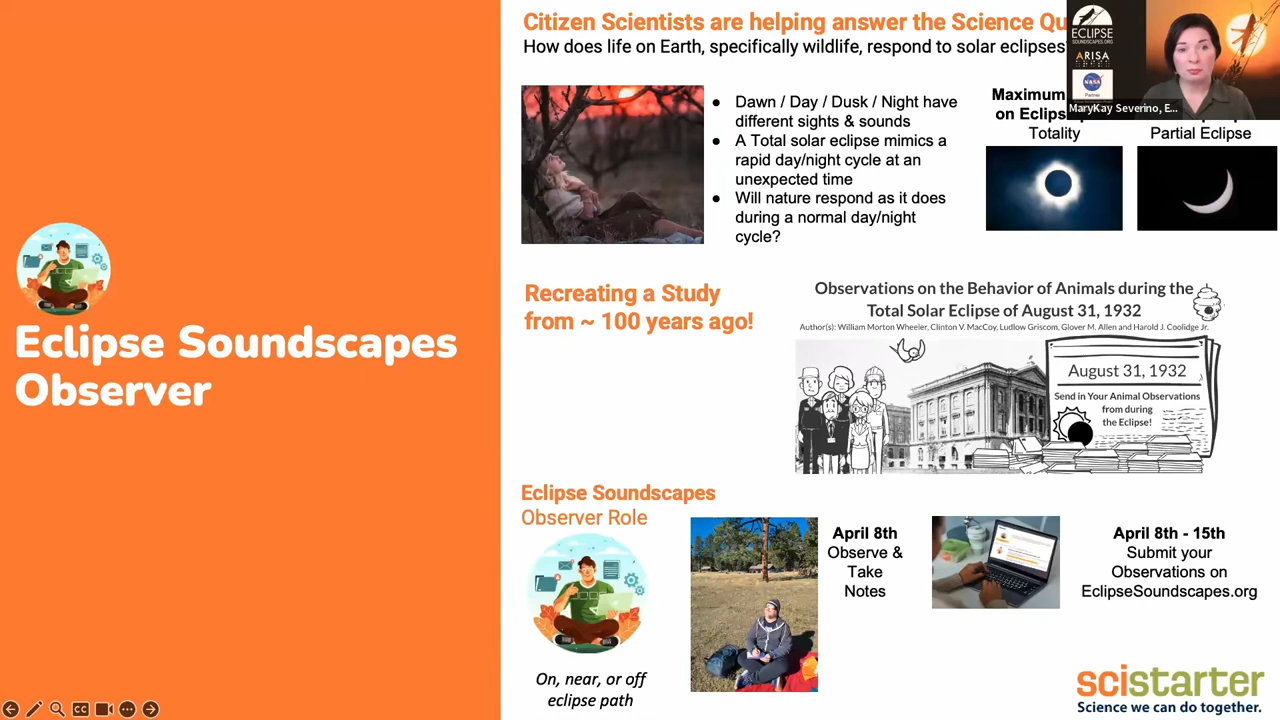 Eclipse Soundscapes
Observer
Citizen Scientists are helping answer the Science Qu
How does life on Earth, specifically wildlife, respond to solar eclipses
● Dawn / Day / Dusk / Night have
different sights & sounds
● A Total solar eclipse mimics a
rapid day/night cycle at an
unexpected time
● Will nature respond as it does
during a normal day/night
cycle?
Maximum
on Eclips
Totality
Partial Eclipse
ECLIPSE
SOUNDSCAPES.ORG
ARISA
NASA
Partner
MaryKay Severino, E...
Recreating a Study
from ~ 100 years ago!
Observations on the Behavior of Animals during the
Total Solar Eclipse of August 31, 1932
Author(s): William Morton Wheeler, Clinton V. MacCoy, Ludlow Griscom, Glover M. Allen and Harold J. Coolidge Jr.
August 31, 1932
Send in Your Animal Observations
from during
the Eclipse!
Eclipse Soundscapes
Observer Role
On, near, or off
eclipse path
April 8th
Observe &
Take
Notes
April 8th - 15th
Submit your
Observations on
EclipseSoundscapes.org
scistarter
Science we can do together.
CC